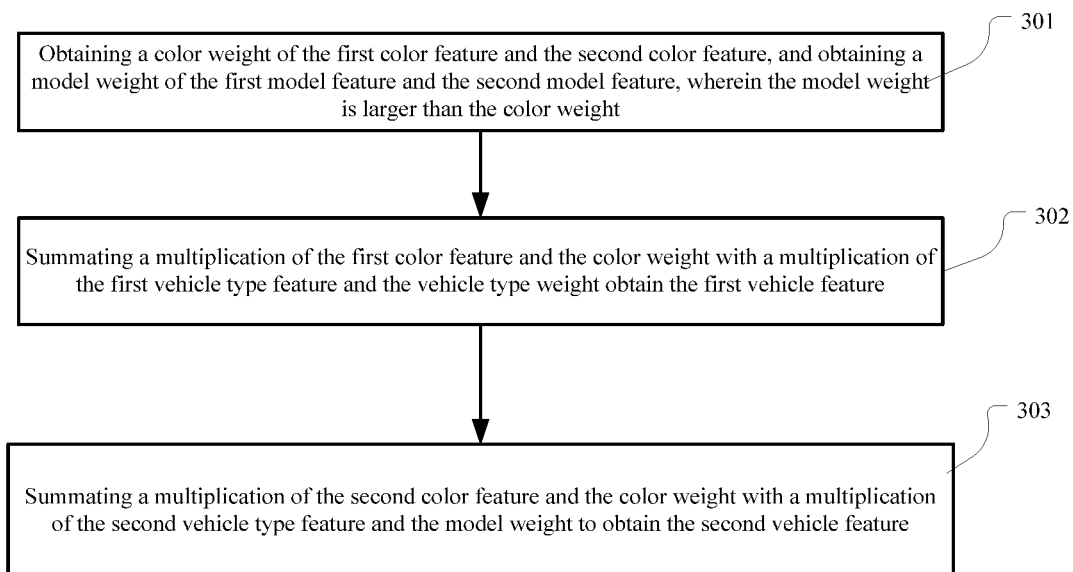 301
Obtaining a color weight of the first color feature and the second color feature, and obtaining a
model weight of the first model feature and the second model feature, wherein the model weight
is larger than the color weight
302
Summating a multiplication of the first color feature and the color weight with a multiplication of
the first vehicle type feature and the vehicle type weight obtain the first vehicle feature
303
Summating a multiplication of the second color feature and the color weight with a multiplication
of the second vehicle type feature and the model weight to obtain the second vehicle feature